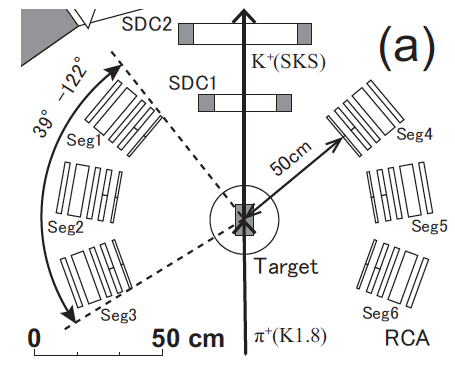 SDC2
(a)
K⁺(SKS)
SDC1
39° -122°
Seg1
Seg4
50cm
Seg2
Seg5
Target
Seg3
Seg6
0 50 cm
π⁺(K1.8)
RCA